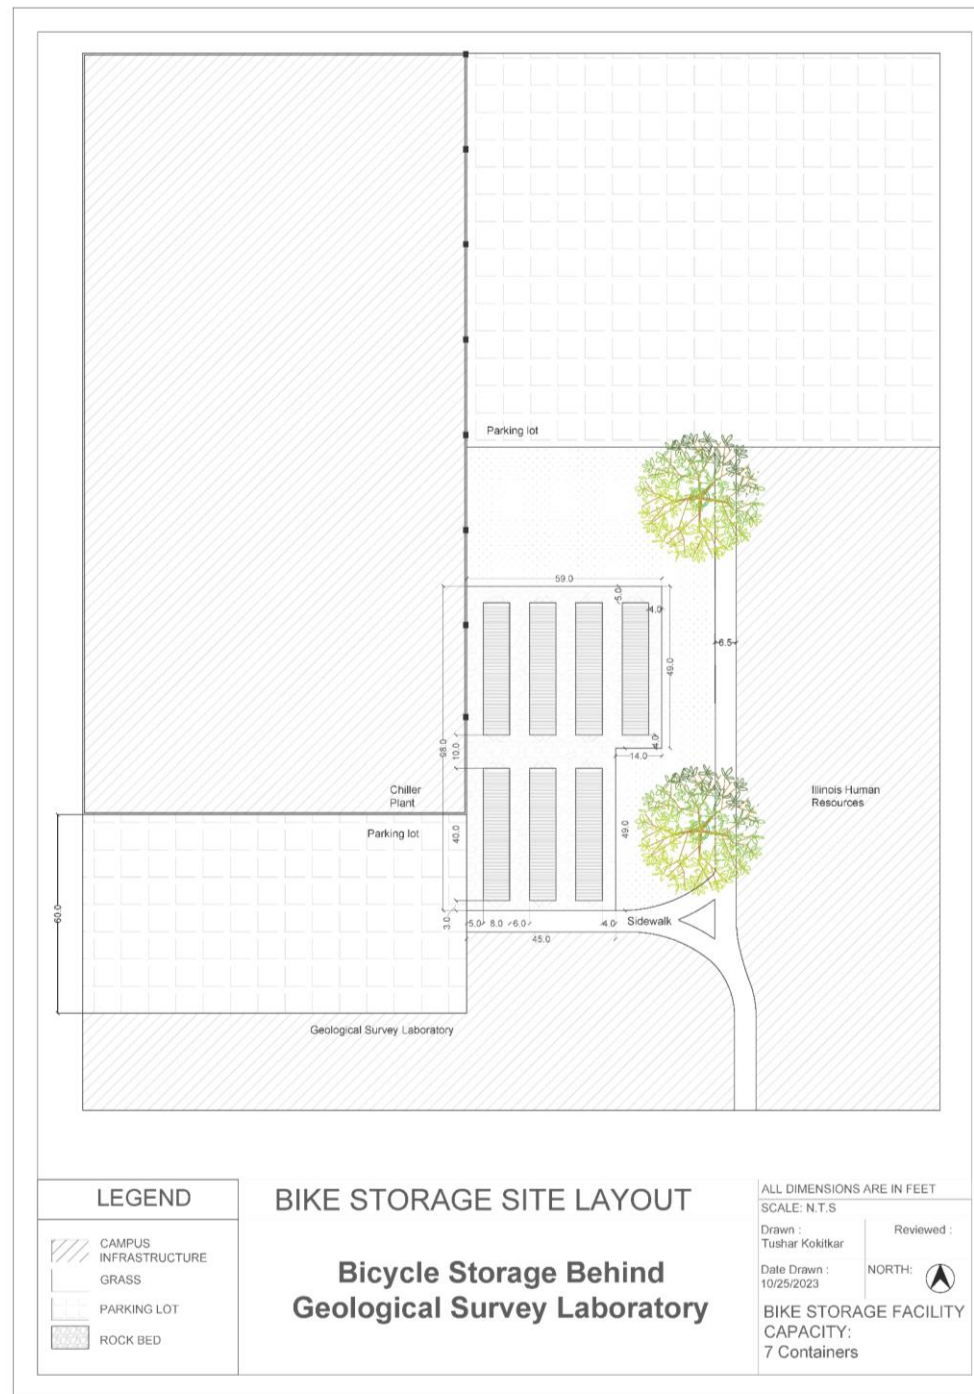 Parking lot
59.0
5.0
4.0
6.5
49.0
98.0
10.0
4.0
14.0
Chiller
Plant
Illinois Human
Resources
Parking lot
40.0
49.0
60.0
3.0
5.0
8.0
6.0
4.0
Sidewalk
45.0
Geological Survey Laboratory
LEGEND
CAMPUS
INFRASTRUCTURE
GRASS
PARKING LOT
ROCK BED
BIKE STORAGE SITE LAYOUT
Bicycle Storage Behind
Geological Survey Laboratory
ALL DIMENSIONS ARE IN FEET
SCALE: N.T.S
Drawn :
Tushar Kokitkar
Reviewed :
Date Drawn :
10/25/2023
NORTH:
BIKE STORAGE FACILITY
CAPACITY:
7 Containers